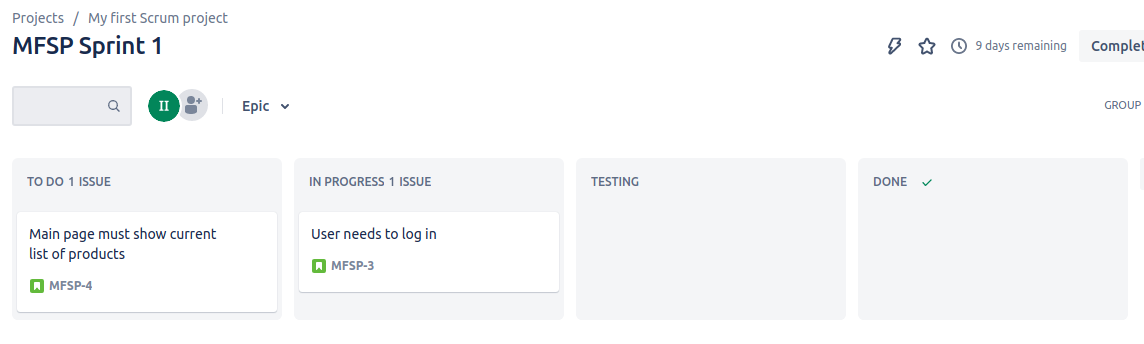 Projects / My first Scrum project
MFSP Sprint 1
9 days remaining
Complet
II
Epic
GROUP
TO DO 1 ISSUE
Main page must show current
list of products
MFSP-4
IN PROGRESS 1 ISSUE
User needs to log in
MFSP-3
TESTING
DONE